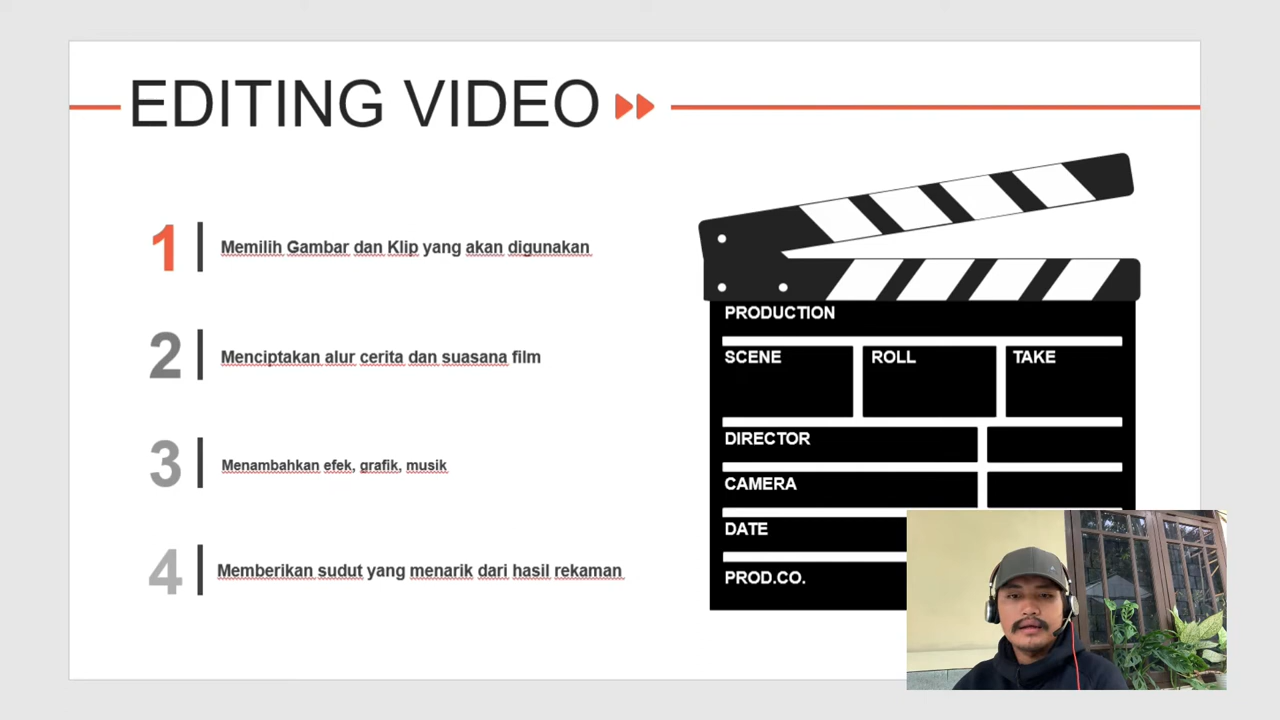 EDITING VIDEO
1
Memilih Gambar dan Klip yang akan digunakan
2
Menciptakan alur cerita dan suasana film
3
Menambahkan efek, grafik, musik
4
Memberikan sudut yang menarik dari hasil rekaman
PRODUCTION
SCENE
ROLL
TAKE
DIRECTOR
CAMERA
DATE
PROD.CO.